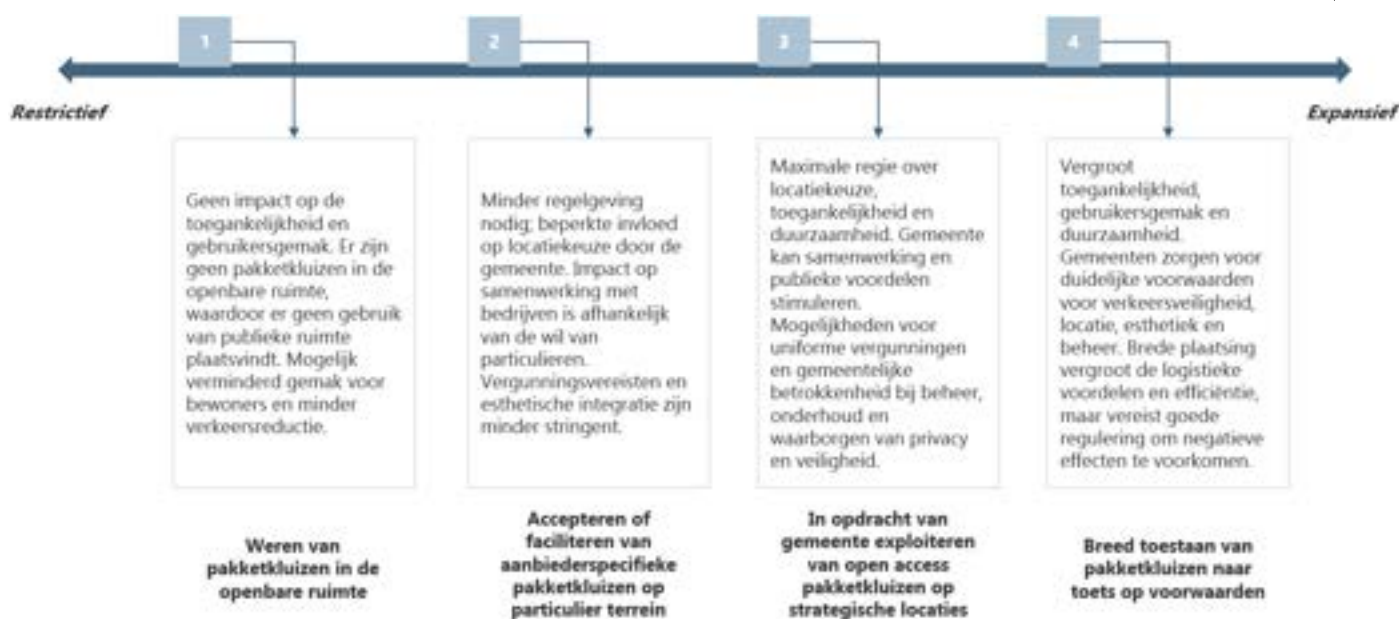 1
2
3
4
Restrictief
Expansief
Geen impact op de
toegankelijkheid en
gebruikersgemak. Er zijn
geen pakketkluizen in de
openbare ruimte,
waardoor er geen gebruik
van publieke ruimte
plaatsvindt. Mogelijk
verminderd gemak voor
bewoners en minder
verkeersreductie.
Minder regelgeving
nodig; beperkte invloed
op locatiekeuze door de
gemeente. Impact op
samenwerking met
bedrijven is afhankelijk
van de wil van
particulieren.
Vergunningsvereisten en
esthetische integratie zijn
minder stringent.
Maximale regie over
locatiekeuze,
toegankelijkheid en
duurzaamheid. Gemeente
kan samenwerking en
publieke voordelen
stimuleren.
Mogelijkheden voor
uniforme vergunningen
en gemeentelijke
betrokkenheid bij beheer,
onderhoud en
waarborgen van privacy
en veiligheid.
Vergroot
toegankelijkheid,
gebruikersgemak en
duurzaamheid.
Gemeenten zorgen voor
duidelijke voorwaarden
voor verkeersveiligheid,
locatie, esthetiek en
beheer. Brede plaatsing
vergroot de logistieke
voordelen en efficiëntie,
maar vereist goede
regulering om negatieve
effecten te voorkomen.
Weren van
pakketkluizen in de
openbare ruimte
Accepteren of
faciliteren van
aanbiederspecifieke
pakketkluizen op
particulier terrein
In opdracht van
gemeente exploiteren
van open access
pakketkluizen op
strategische locaties
Breed toestaan van
pakketkluizen naar
toets op voorwaarden